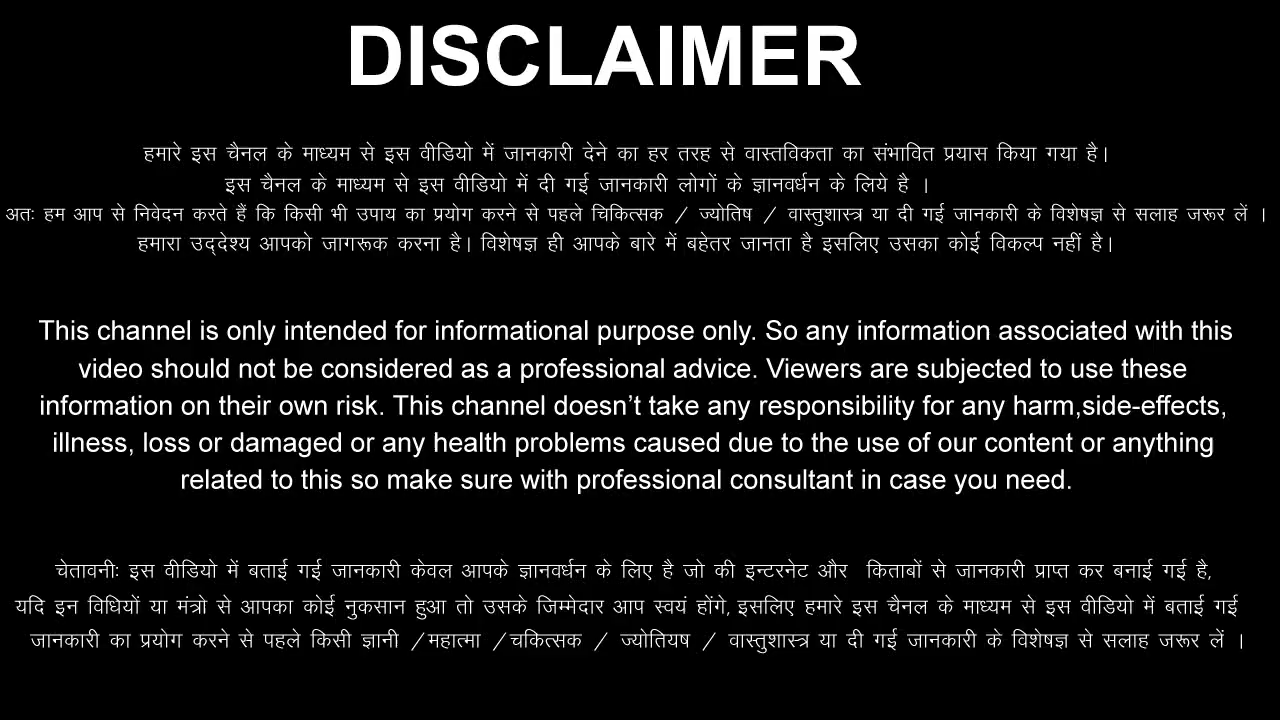 DISCLAIMER
हमारे इस चैनल के माध्यम से इस वीडियो में जानकारी देने का हर तरह से वास्तविकता का संभावित प्रयास किया गया है।
इस चैनल के माध्यम से इस वीडियो में दी गई जानकारी लोगों के ज्ञानवर्धन के लिये है ।
अतः हम आप से निवेदन करते हैं कि किसी भी उपाय का प्रयोग करने से पहले चिकित्सक / ज्योतिष / वास्तुशास्त्र या दी गई जानकारी के विशेषज्ञ से सलाह जरूर लें ।
हमारा उद्देश्य आपको जागरूक करना है। विशेषज्ञ ही आपके बारे में बहेतर जानता है इसलिए उसका कोई विकल्प नहीं है।
This channel is only intended for informational purpose only. So any information associated with this
video should not be considered as a professional advice. Viewers are subjected to use these
information on their own risk. This channel doesn’t take any responsibility for any harm,side-effects,
illness, loss or damaged or any health problems caused due to the use of our content or anything
related to this so make sure with professional consultant in case you need.
चेतावनीः इस वीडियो में बताई गई जानकारी केवल आपके ज्ञानवर्धन के लिए है जो की इन्टरनेट और किताबों से जानकारी प्राप्त कर बनाई गई है,
यदि इन विधियों या मंत्रो से आपका कोई नुकसान हुआ तो उसके जिम्मेदार आप स्वयं होंगे, इसलिए हमारे इस चैनल के माध्यम से इस वीडियो में बताई गई
जानकारी का प्रयोग करने से पहले किसी ज्ञानी /महात्मा /चकित्सक / ज्योतियष / वास्तुशास्त्र या दी गई जानकारी के विशेषज्ञ से सलाह जरूर लें ।